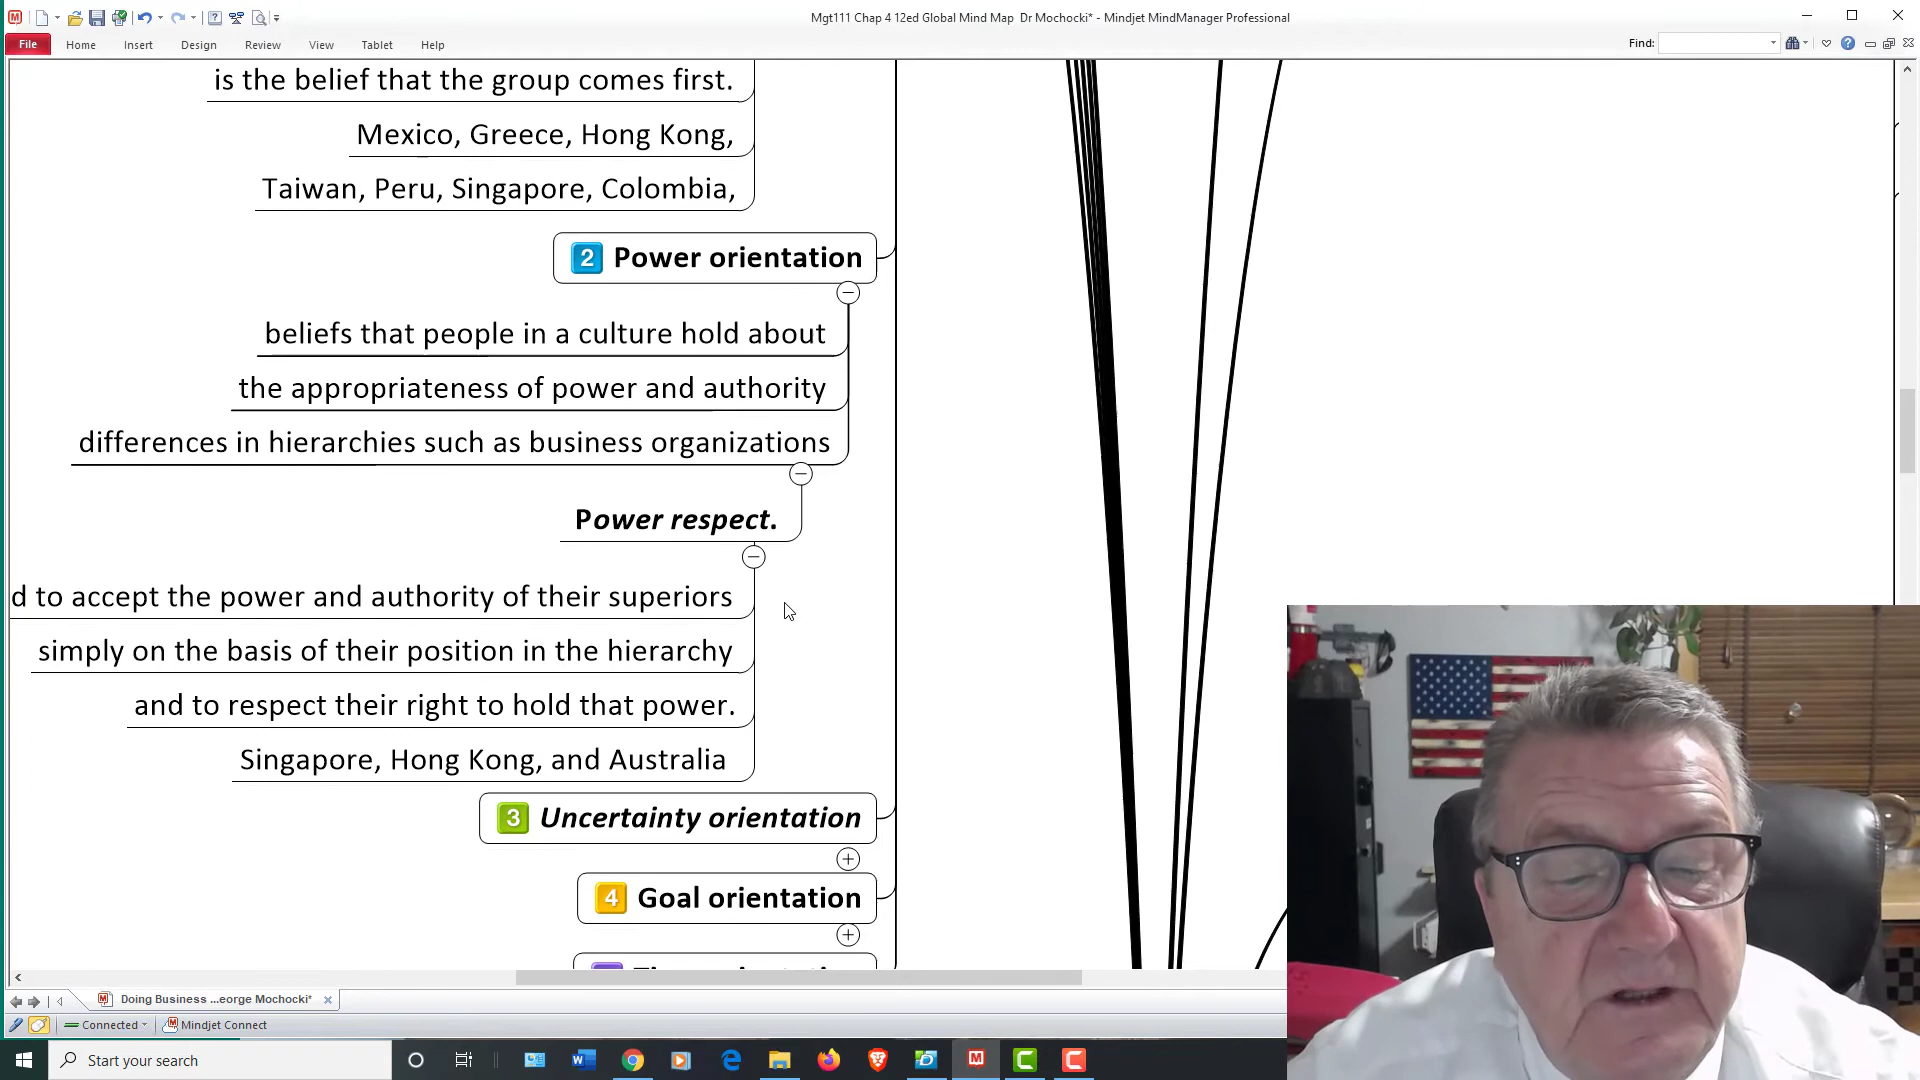 Mgt111 Chap 4 12ed Global Mind Map  Dr Mochocki* - Mindjet MindManager Professional
File
Home
Insert
Design
Review
View
Tablet
Help
Find:
is the belief that the group comes first.
Mexico, Greece, Hong Kong,
Taiwan, Peru, Singapore, Colombia,
2 Power orientation
beliefs that people in a culture hold about
the appropriateness of power and authority
differences in hierarchies such as business organizations
Power respect.
d to accept the power and authority of their superiors
simply on the basis of their position in the hierarchy
and to respect their right to hold that power.
Singapore, Hong Kong, and Australia
3 Uncertainty orientation
4 Goal orientation
Doing Business ...eorge Mochocki*
Connected
Mindjet Connect
Start your search